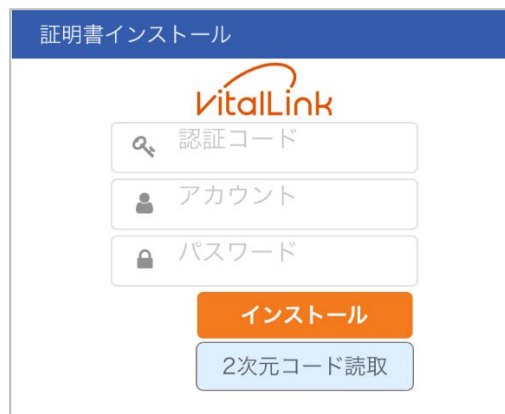 証明書インストール
VitalLink
認証コード
アカウント
パスワード
インストール
2次元コード読取